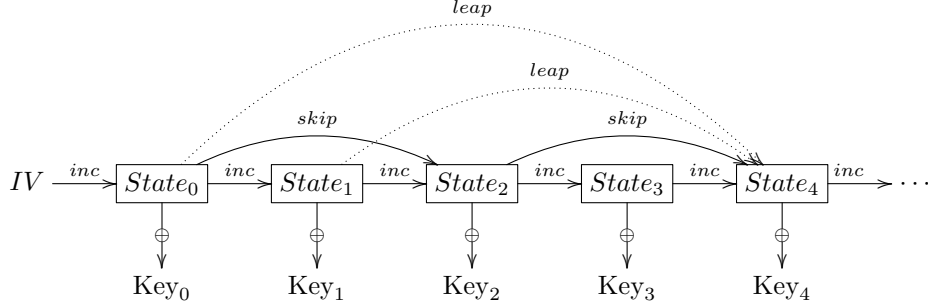 leap
leap
skip skip
IV inc State₀ inc State₁ inc State₂ inc State₃ inc State₄ inc ⋯
Key₀ Key₁ Key₂ Key₃ Key₄